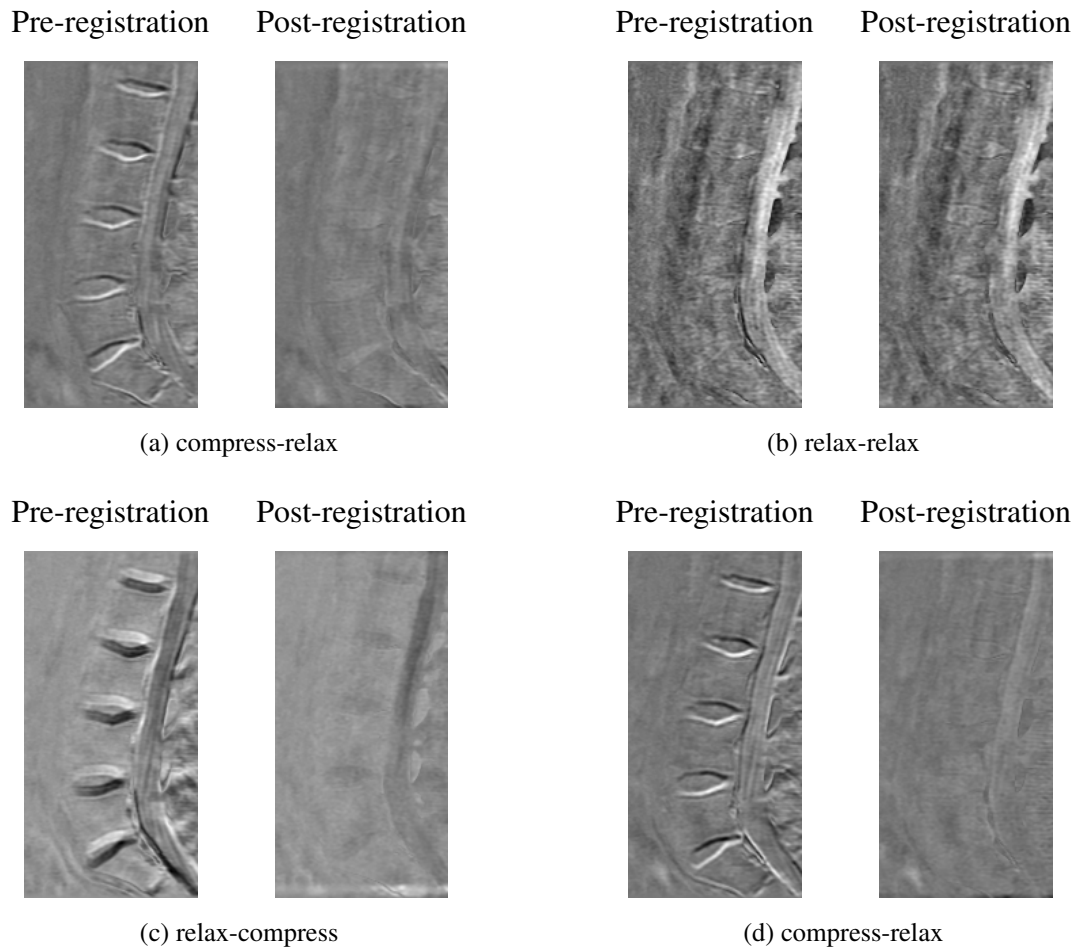 Pre-registration Post-registration Pre-registration Post-registration
(a) compress-relax (b) relax-relax
Pre-registration Post-registration Pre-registration Post-registration
(c) relax-compress (d) compress-relax